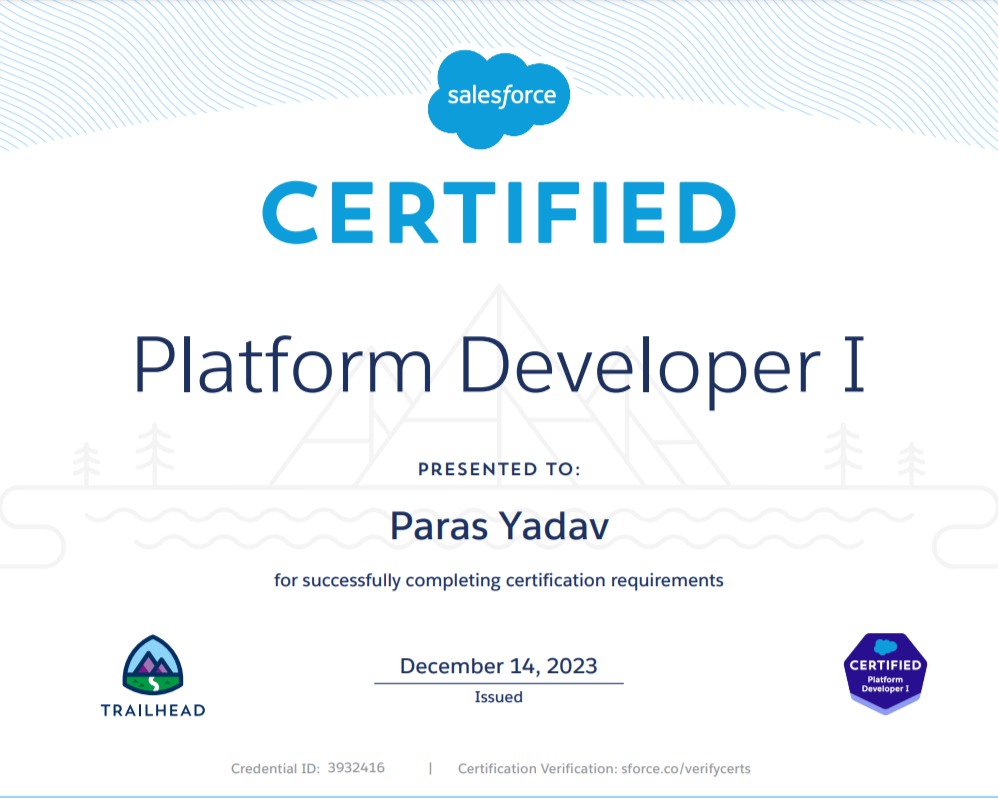 salesforce
CERTIFIED
Platform Developer I
PRESENTED TO:
Paras Yadav
for successfully completing certification requirements
TRAILHEAD
December 14, 2023
Issued
CERTIFIED
Platform
Developer I
Credential ID: 3932416 | Certification Verification: sforce.co/verifycerts